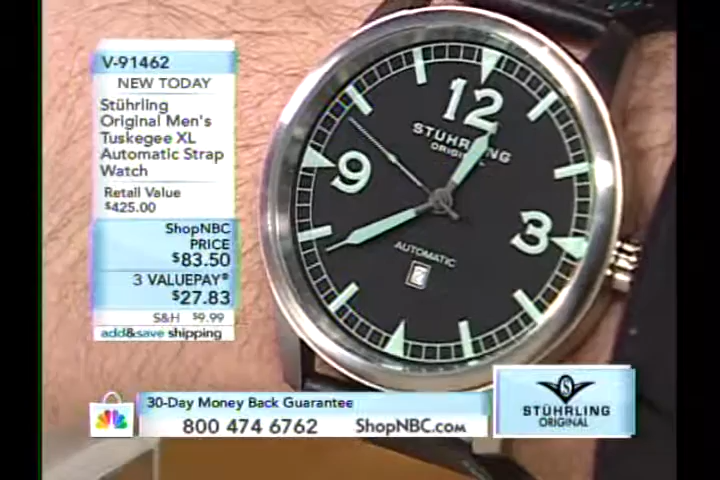 V-91462
NEW TODAY
Stührling
Original Men's
Tuskegee XL
Automatic Strap
Watch
Retail Value
$425.00
ShopNBC
PRICE
$83.50
3 VALUEPAY®
$27.83
S&H $9.99
add&save shipping
12
STÜHRLING
ORIGINAL
9
3
AUTOMATIC
30-Day Money Back Guarantee
800 474 6762 ShopNBC.com
S
STÜHRLING
ORIGINAL